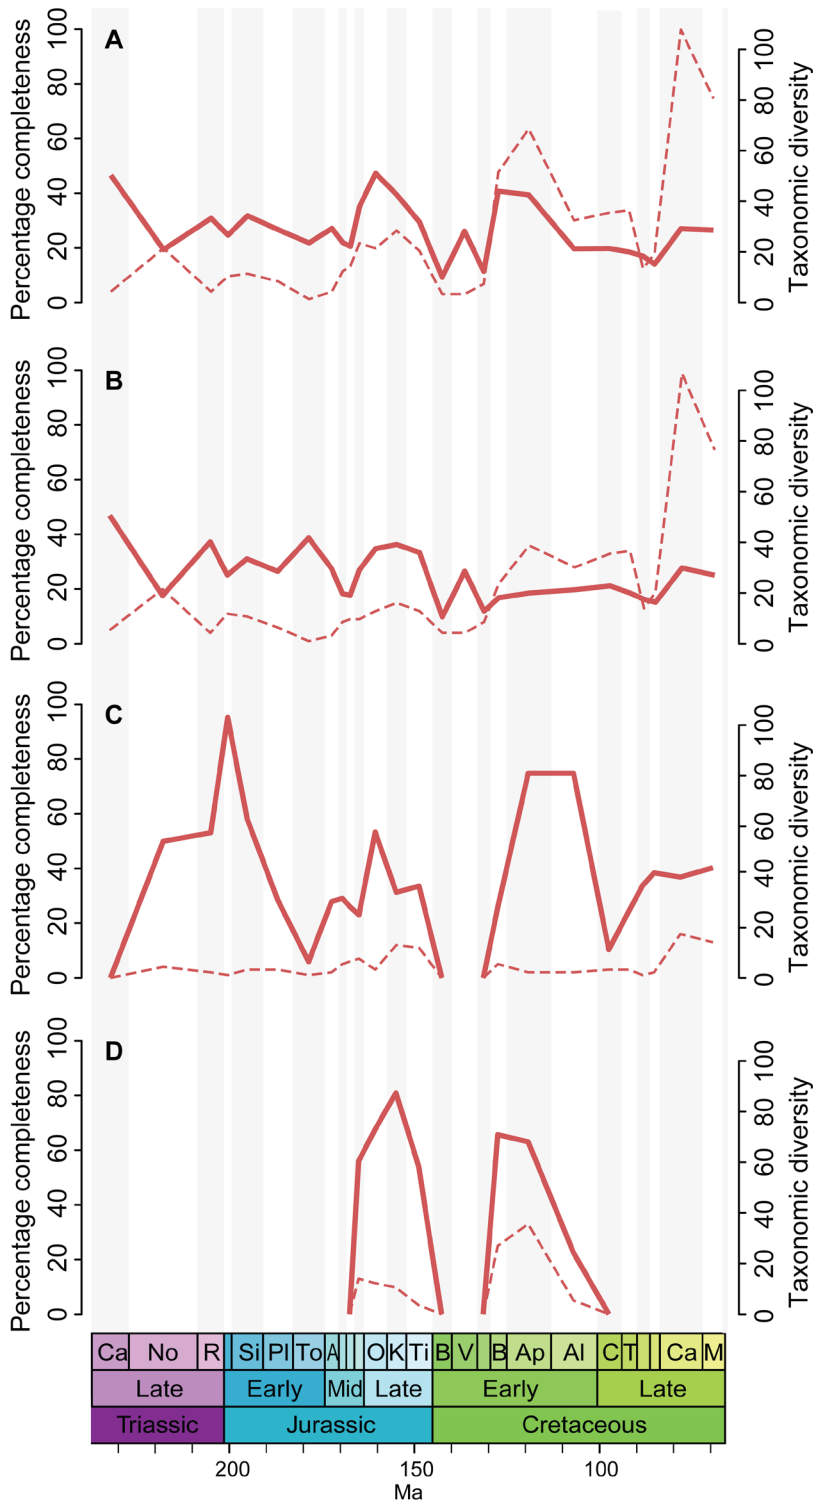 A
Percentage completeness
0 20 40 60 80 100
Taxonomic diversity
0 20 40 60 80 100
B
Percentage completeness
0 20 40 60 80 100
Taxonomic diversity
0 20 40 60 80 100
C
Percentage completeness
0 20 40 60 80 100
Taxonomic diversity
0 20 40 60 80 100
D
Percentage completeness
0 20 40 60 80 100
Taxonomic diversity
0 20 40 60 80 100
Ca No R Si Pl To A O K Ti B V B Ap Al C T Ca M
Late Early Mid Late Early Late
Triassic Jurassic Cretaceous
200 150 100
Ma